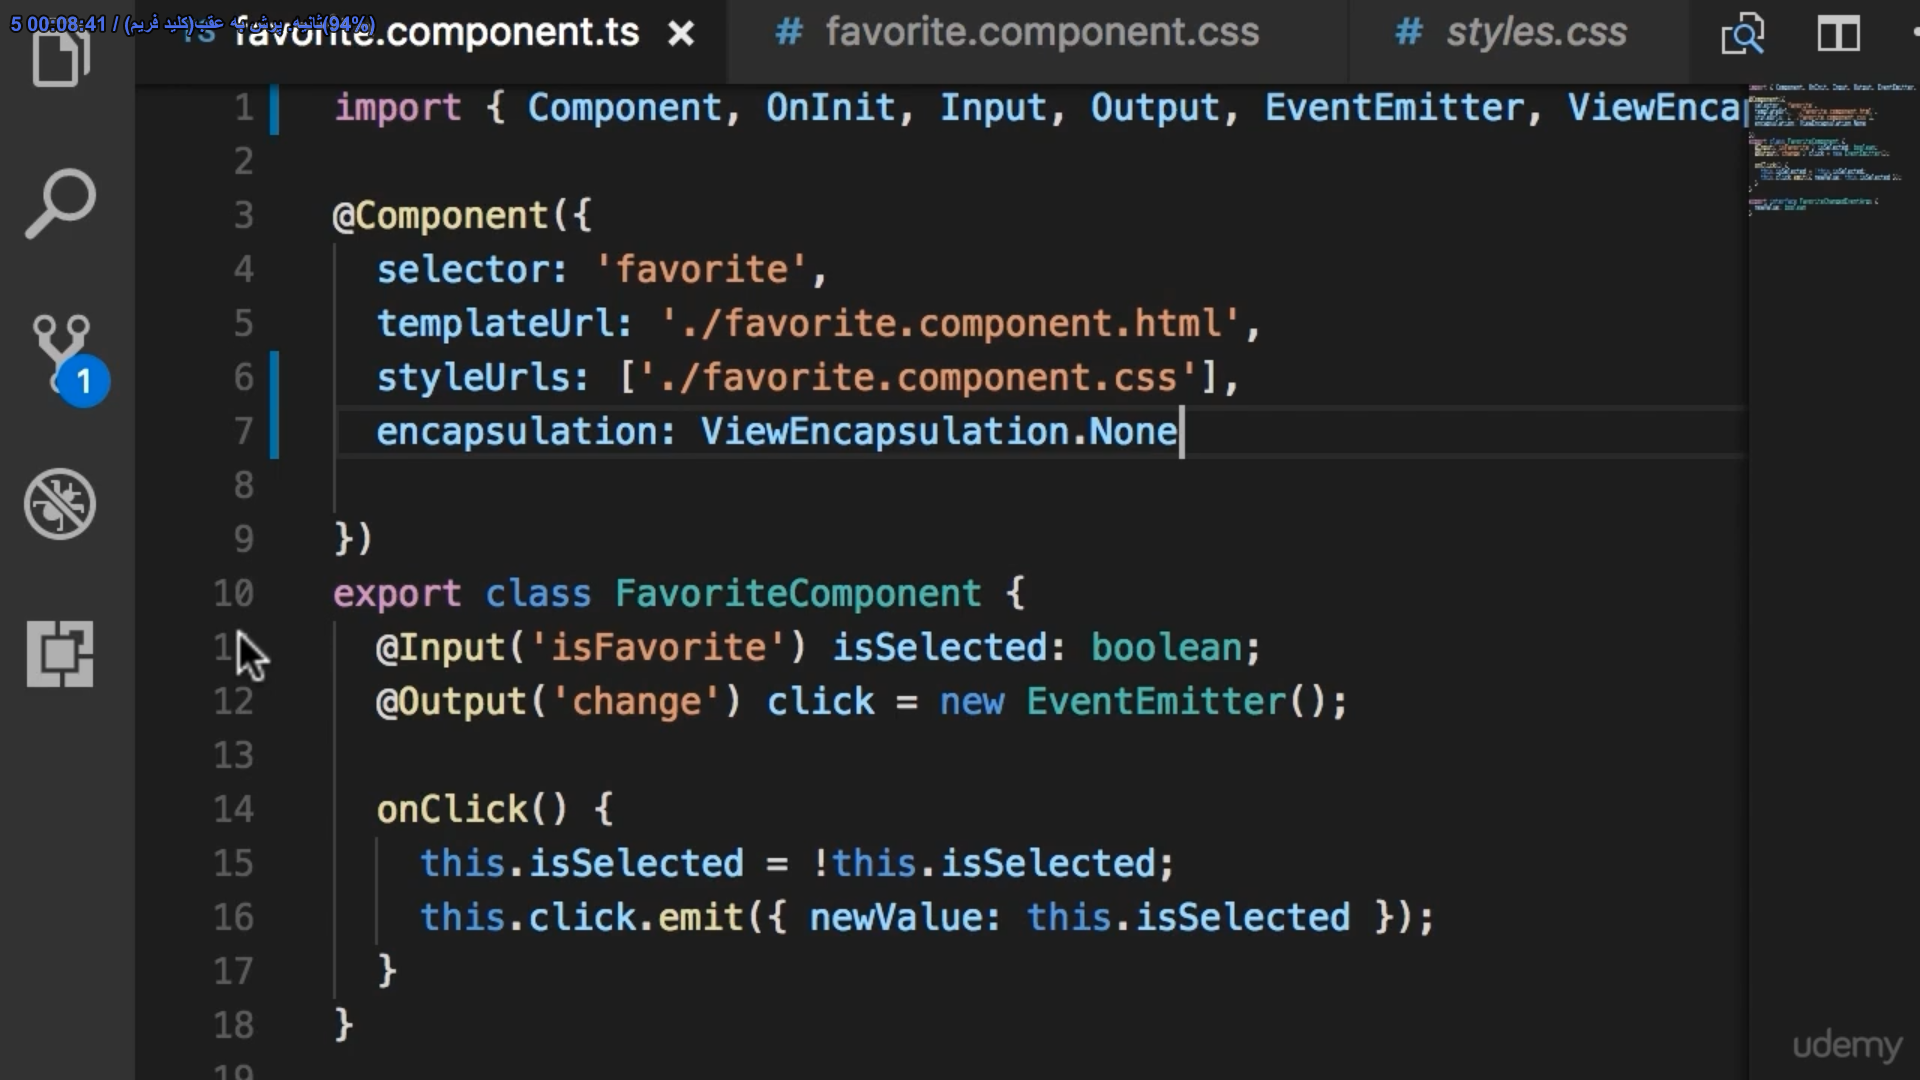 5 00:08:41 / (94%)ثانیه. پرش به عقب(کلید فریم)
TS favorite.component.ts ×
# favorite.component.css
# styles.css
1 import { Component, OnInit, Input, Output, EventEmitter, ViewEncap
2
3 @Component({
4 selector: 'favorite',
5 templateUrl: './favorite.component.html',
6 styleUrls: ['./favorite.component.css'],
7 encapsulation: ViewEncapsulation.None
8
9 })
10 export class FavoriteComponent {
11 @Input('isFavorite') isSelected: boolean;
12 @Output('change') click = new EventEmitter();
13
14 onClick() {
15 this.isSelected = !this.isSelected;
16 this.click.emit({ newValue: this.isSelected });
17 }
18 }
19
1
udemy